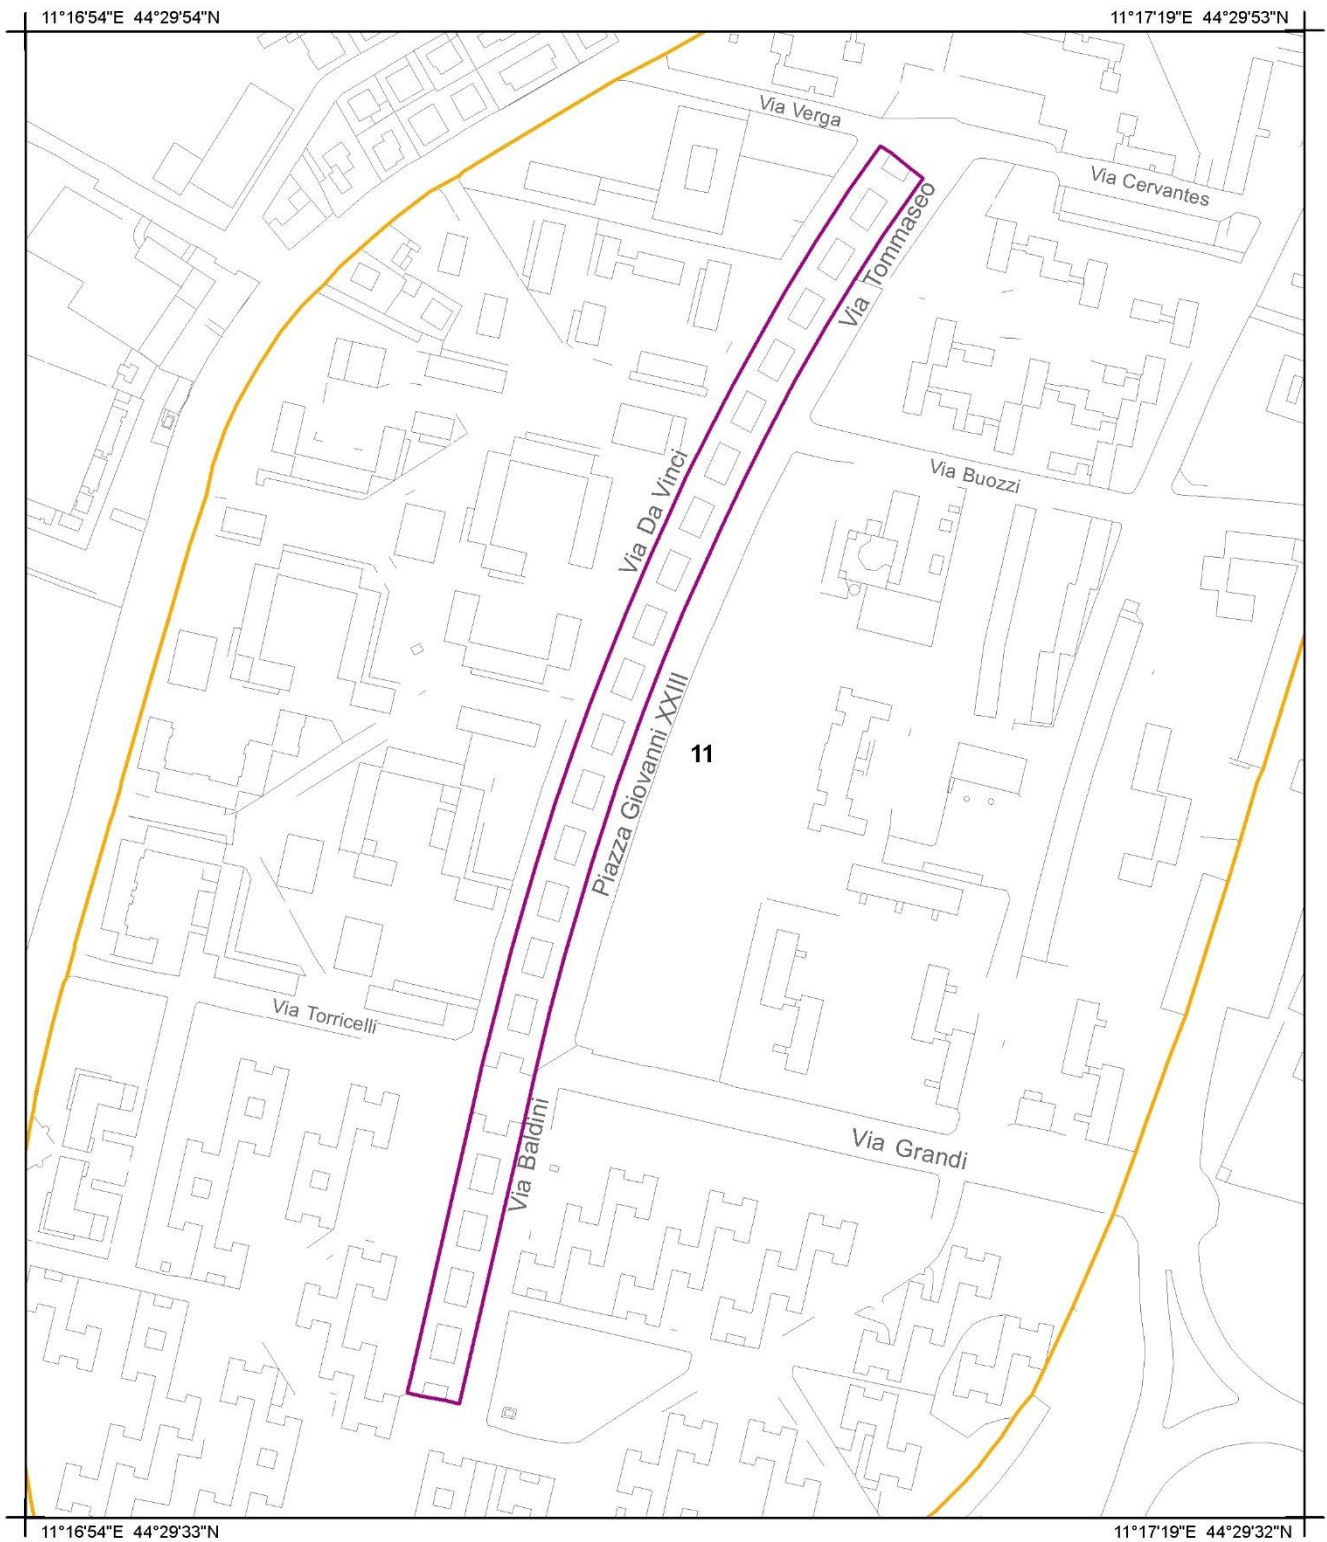 11°16'54"E 44°29'54"N
11°17'19"E 44°29'53"N
Via Verga
Via Cervantes
Via Tommaseo
Via Da Vinci
Via Buozzi
Piazza Giovanni XXIII
11
Via Torricelli
Via Baldini
Via Grandi
11°16'54"E 44°29'33"N
11°17'19"E 44°29'32"N